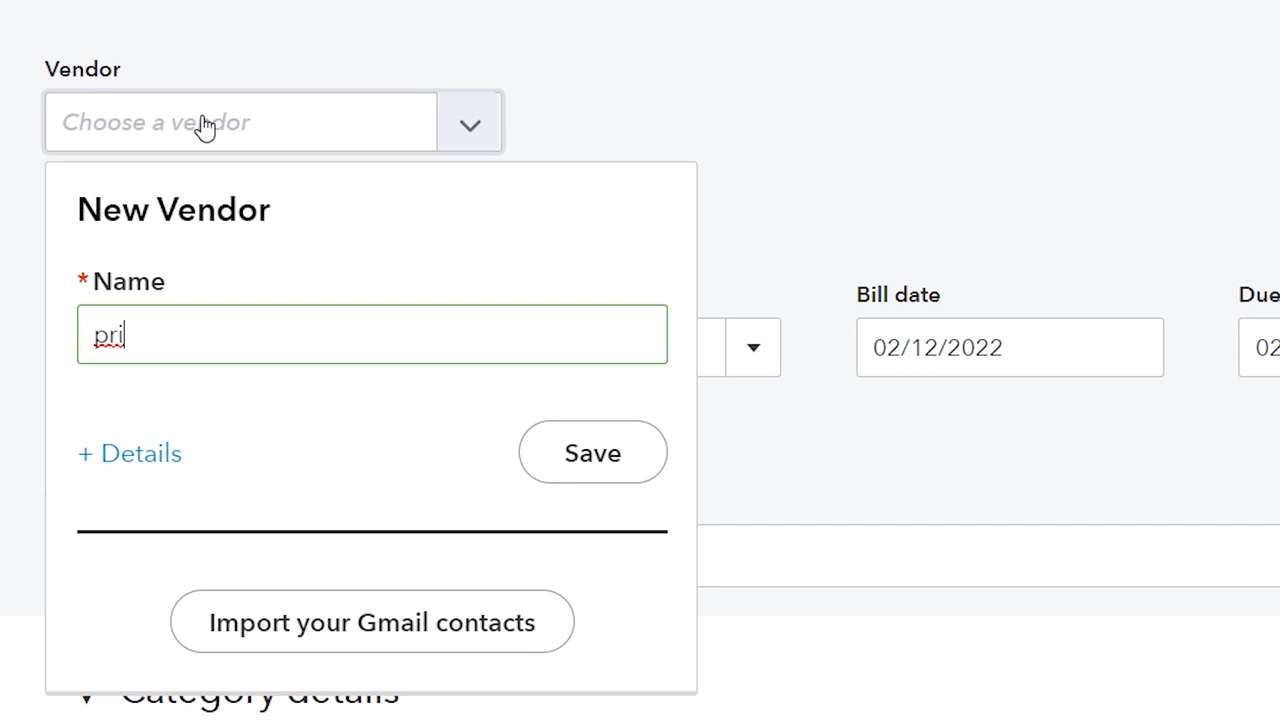 Vendor
Choose a vendor
New Vendor
* Name
pri
Bill date
Due
02/12/2022
02
+ Details
Save
Import your Gmail contacts
Category details